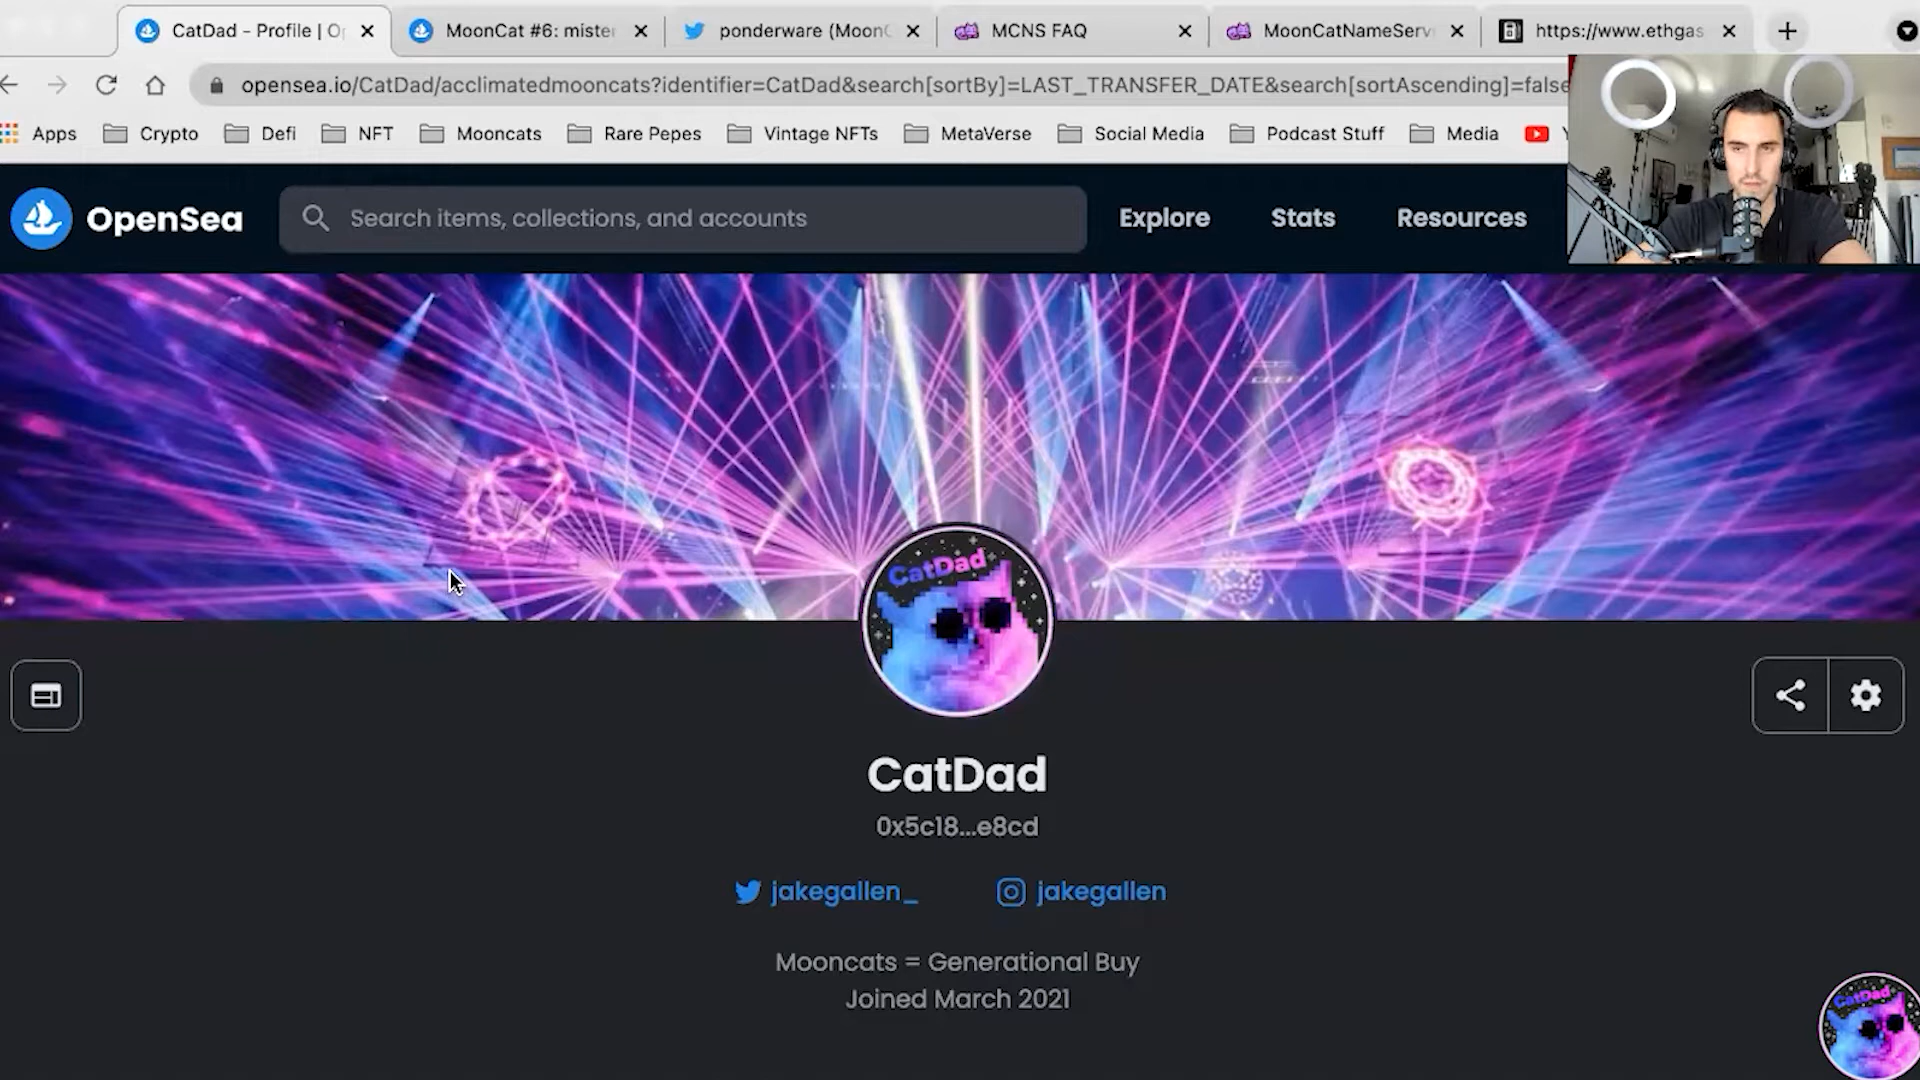 CatDad - Profile | O
MoonCat #6: miste
ponderware (Moon
MCNS FAQ
MoonCatNameServ
https://www.ethgas
opensea.io/CatDad/acclimatedmooncats?identifier=CatDad&search[sortBy]=LAST_TRANSFER_DATE&search[sortAscending]=false
Apps Crypto Defi NFT Mooncats Rare Pepes Vintage NFTs MetaVerse Social Media Podcast Stuff Media
OpenSea
Search items, collections, and accounts
Explore Stats Resources
CatDad
CatDad
0x5c18...e8cd
jakegallen_ jakegallen
Mooncats = Generational Buy
Joined March 2021
CatDad